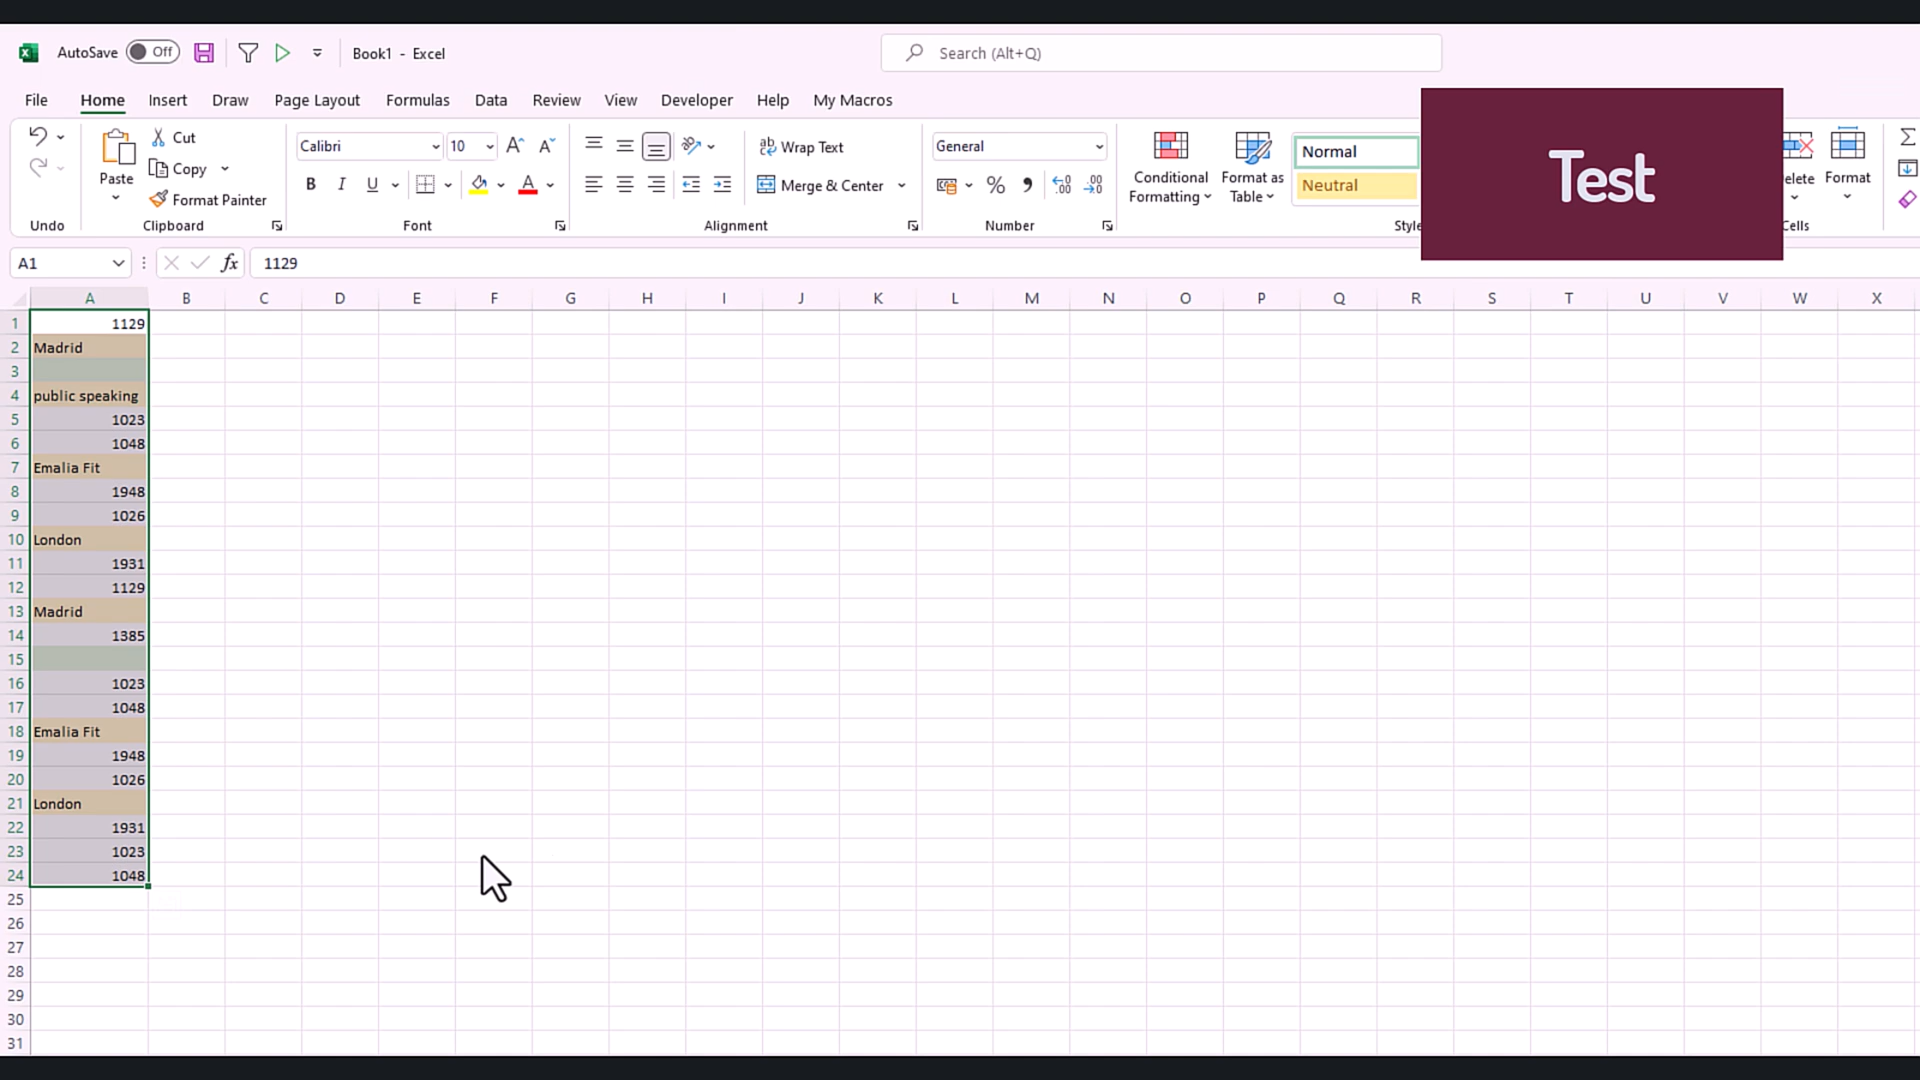 AutoSave Off Book1 - Excel Search (Alt+Q)
File Home Insert Draw Page Layout Formulas Data Review View Developer Help My Macros
Paste Cut Copy Format Painter
Calibri 10 B I U A
ab Wrap Text Merge & Center
General % 9
Conditional Formatting Format as Table
Normal
Neutral
Test
elete Format
Undo Clipboard Font Alignment Number Style Cells
A1 fx 1129
A B C D E F G H I J K L M N O P Q R S T U V W X
1 1129
2 Madrid
3
4 public speaking
5 1023
6 1048
7 Emalia Fit
8 1948
9 1026
10 London
11 1931
12 1129
13 Madrid
14 1385
15
16 1023
17 1048
18 Emalia Fit
19 1948
20 1026
21 London
22 1931
23 1023
24 1048
25
26
27
28
29
30
31